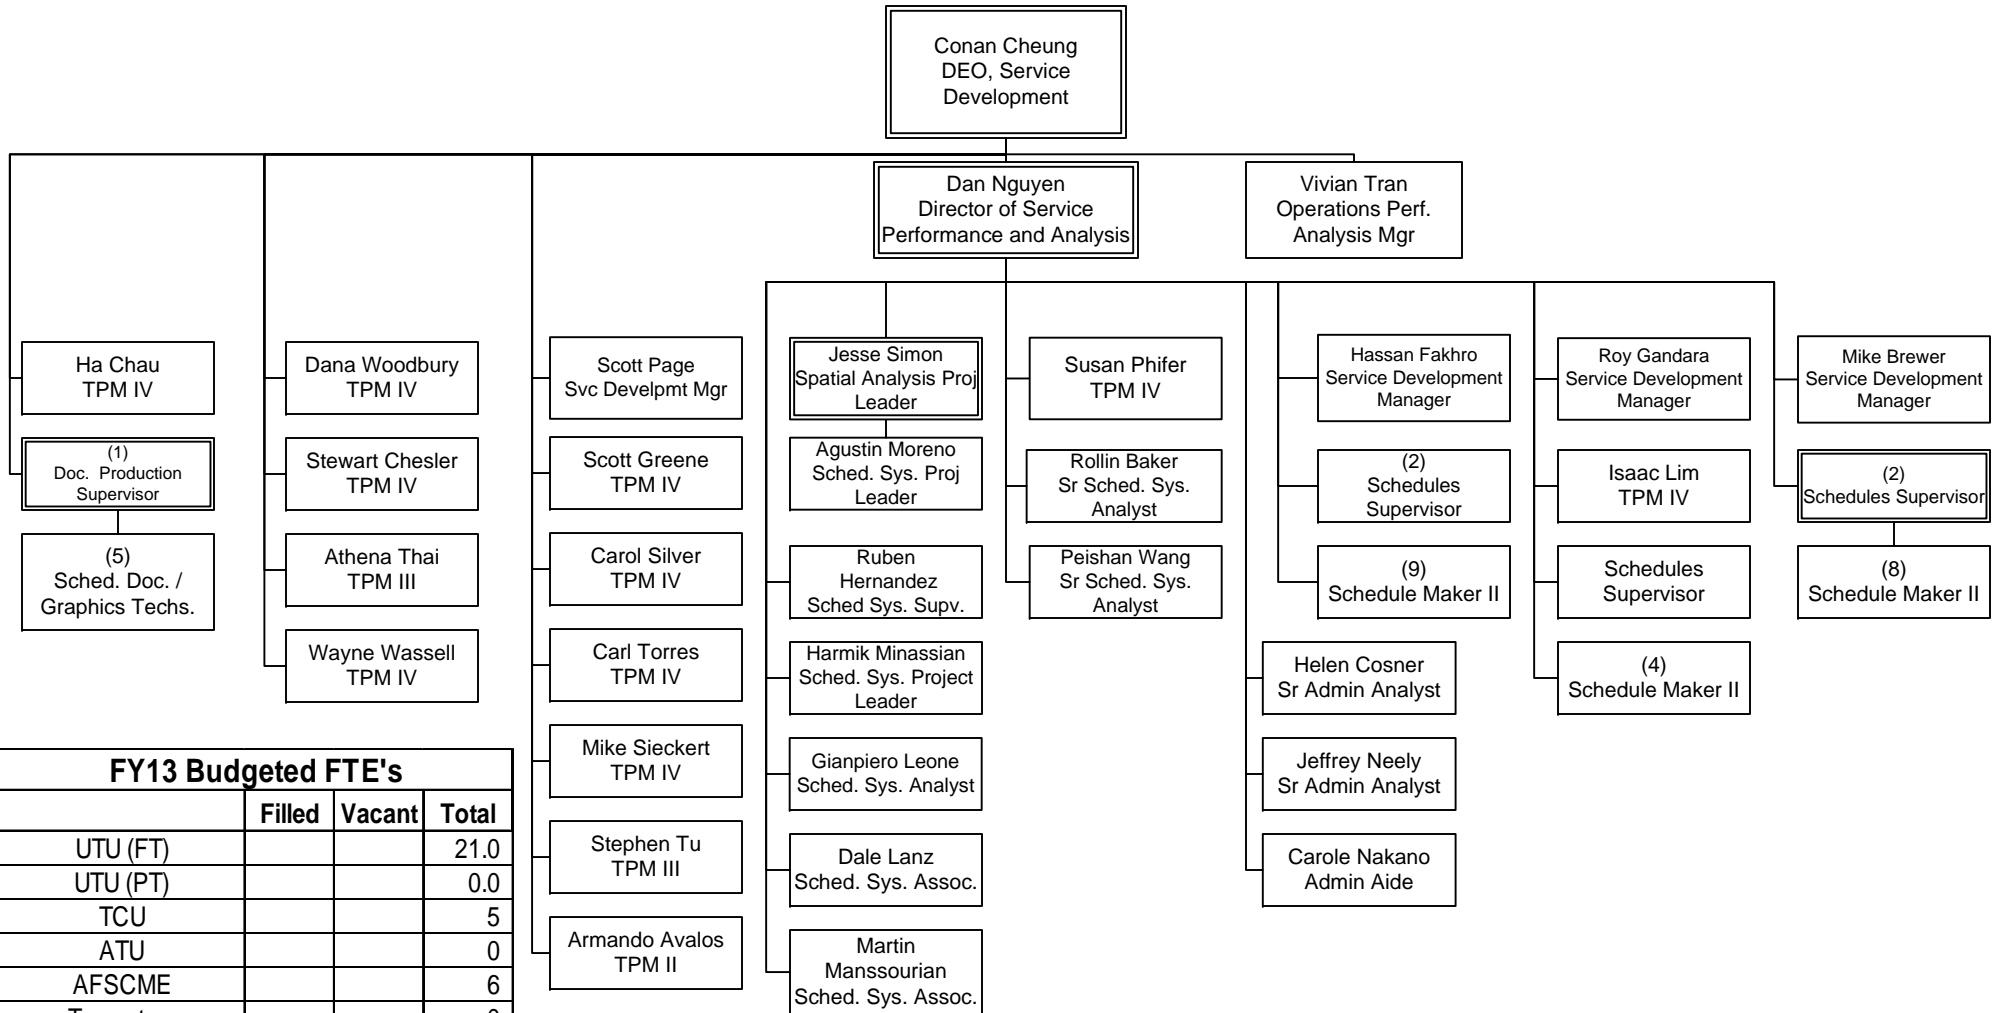 Conan Cheung
DEO, Service
Development
Dan Nguyen
Director of Service
Performance and Analysis
Vivian Tran
Operations Perf.
Analysis Mgr
Ha Chau
TPM IV
(1)
Doc. Production
Supervisor
(5)
Sched. Doc. /
Graphics Techs.
Dana Woodbury
TPM IV
Stewart Chesler
TPM IV
Athena Thai
TPM III
Wayne Wassell
TPM IV
Scott Page
Svc Develpmt Mgr
Scott Greene
TPM IV
Carol Silver
TPM IV
Carl Torres
TPM IV
Mike Sieckert
TPM IV
Stephen Tu
TPM III
Armando Avalos
TPM II
Jesse Simon
Spatial Analysis Proj
Leader
Agustin Moreno
Sched. Sys. Proj
Leader
Ruben
Hernandez
Sched Sys. Supv.
Harmik Minassian
Sched. Sys. Project
Leader
Gianpiero Leone
Sched. Sys. Analyst
Dale Lanz
Sched. Sys. Assoc.
Martin
Manssourian
Sched. Sys. Assoc.
Susan Phifer
TPM IV
Rollin Baker
Sr Sched. Sys.
Analyst
Peishan Wang
Sr Sched. Sys.
Analyst
Hassan Fakhro
Service Development
Manager
(2)
Schedules
Supervisor
(9)
Schedule Maker II
Helen Cosner
Sr Admin Analyst
Jeffrey Neely
Sr Admin Analyst
Carole Nakano
Admin Aide
Roy Gandara
Service Development
Manager
Isaac Lim
TPM IV
Schedules
Supervisor
(4)
Schedule Maker II
Mike Brewer
Service Development
Manager
(2)
Schedules Supervisor
(8)
Schedule Maker II
FY13 Budgeted FTE's
Filled Vacant Total
UTU (FT) 21.0
UTU (PT) 0.0
TCU 5
ATU 0
AFSCME 6